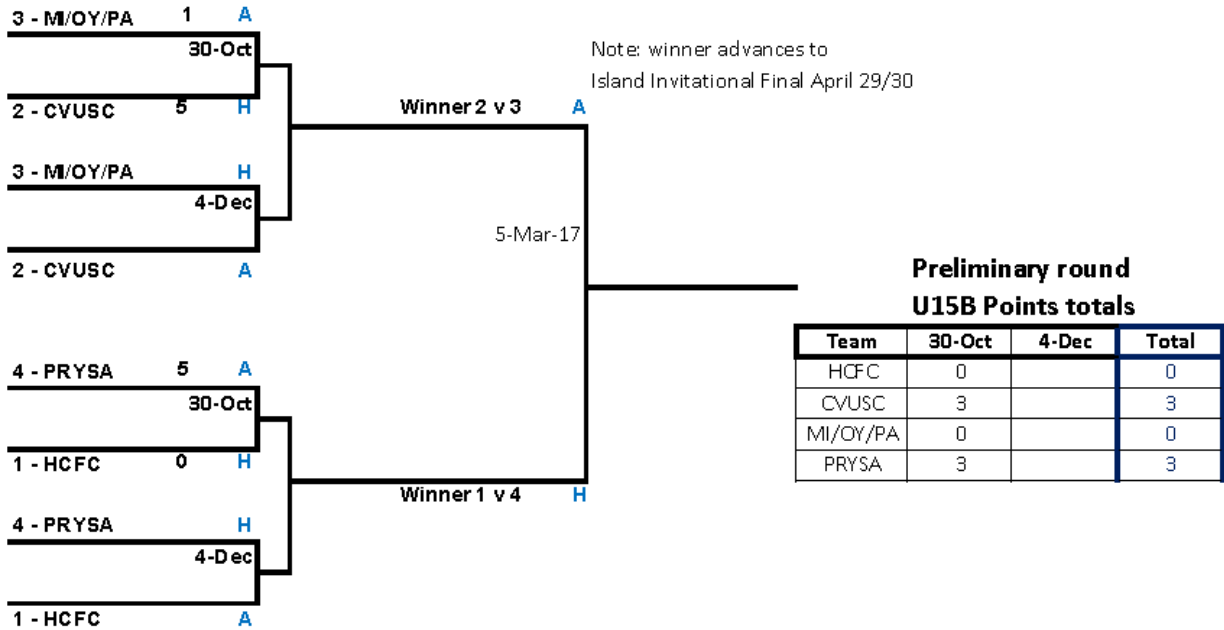 3 - MI/OY/PA 1 A
30-Oct
2 - CVUSC 5 H
3 - MI/OY/PA H
4-Dec
2 - CVUSC A
4 - PRYSA 5 A
30-Oct
1 - HCFC 0 H
4 - PRYSA H
4-Dec
1 - HCFC A
Winner 2 v 3 A
5-Mar-17
Winner 1 v 4 H
Note: winner advances to
Island Invitational Final April 29/30
Preliminary round
U15B Points totals
Team 30-Oct 4-Dec Total
HCFC 0 0
CVUSC 3 3
MI/OY/PA 0 0
PRYSA 3 3